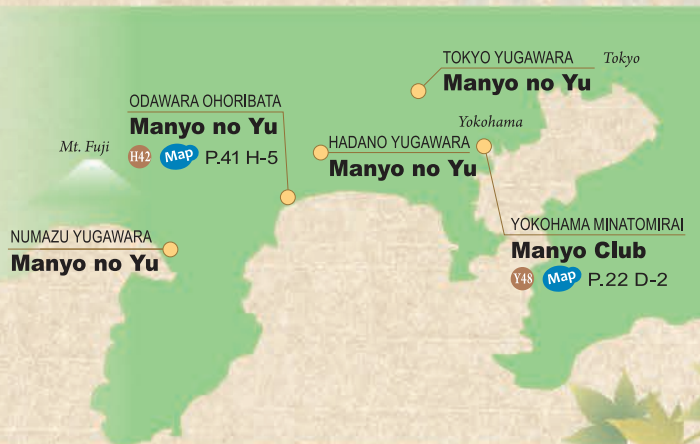 TOKYO YUGAWARA
Manyo no Yu
Tokyo
ODAWARA OHORIBATA
Manyo no Yu
H42 Map P.41 H-5
Yokohama
HADANO YUGAWARA
Manyo no Yu
Mt. Fuji
NUMAZU YUGAWARA
Manyo no Yu
YOKOHAMA MINATOMIRAI
Manyo Club
Y48 Map P.22 D-2